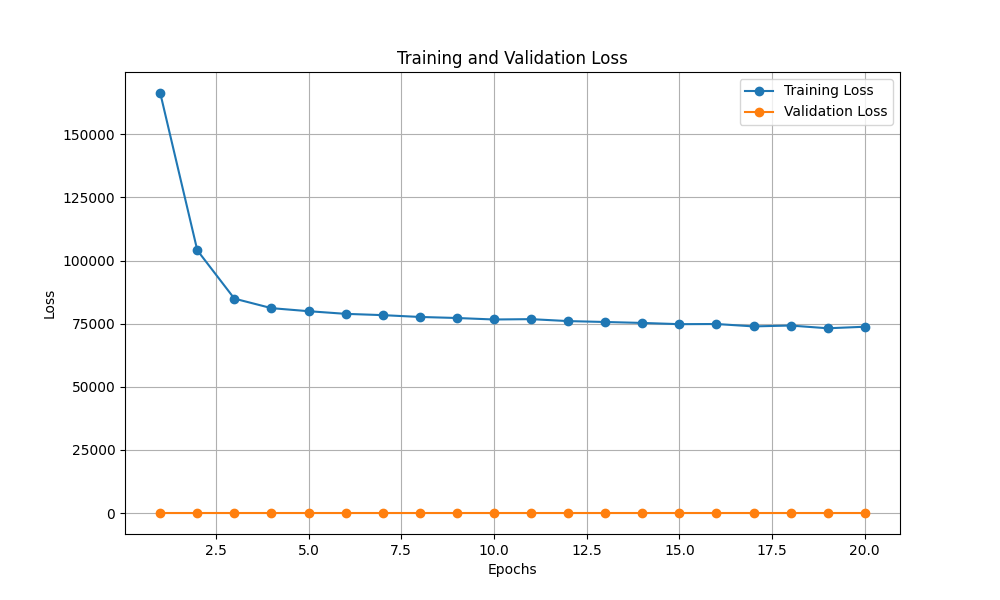 Training and Validation Loss
Training Loss
Validation Loss
150000
125000
100000
75000
50000
25000
0
Loss
2.5 5.0 7.5 10.0 12.5 15.0 17.5 20.0
Epochs